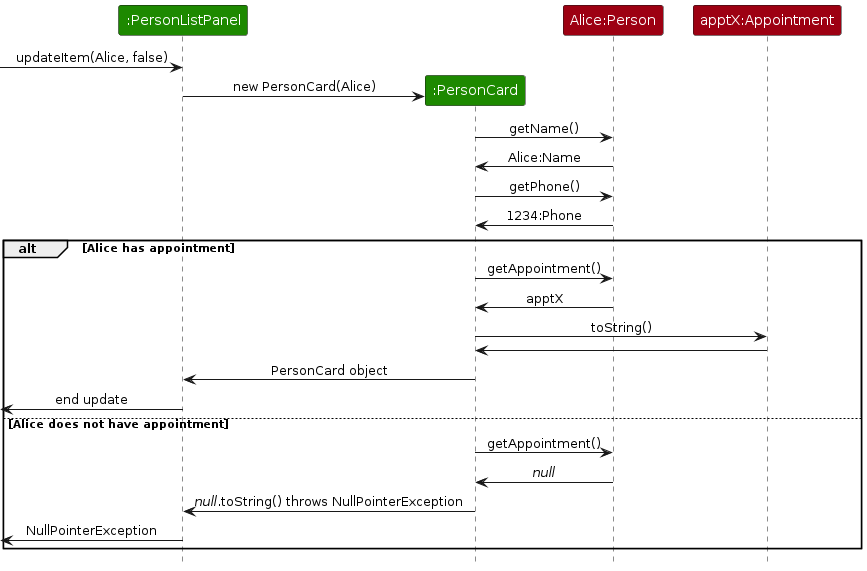 :PersonListPanel
Alice:Person
apptX:Appointment
updateItem(Alice, false)
new PersonCard(Alice)
:PersonCard
getName()
Alice:Name
getPhone()
1234:Phone
alt
[Alice has appointment]
getAppointment()
apptX
toString()
PersonCard object
end update
[Alice does not have appointment]
getAppointment()
null
null.toString() throws NullPointerException
NullPointerException